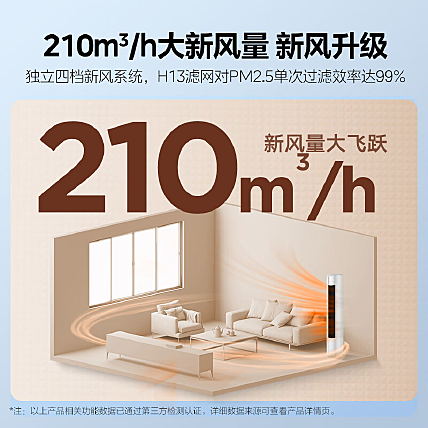 210m³/h大新风量 新风升级
独立四档新风系统，H13滤网对PM2.5单次过滤效率达99%
新风量大飞跃
210m³/h
*注：以上产品相关功能数据已通过第三方检测认证，详细数据来源可查看产品详情页。